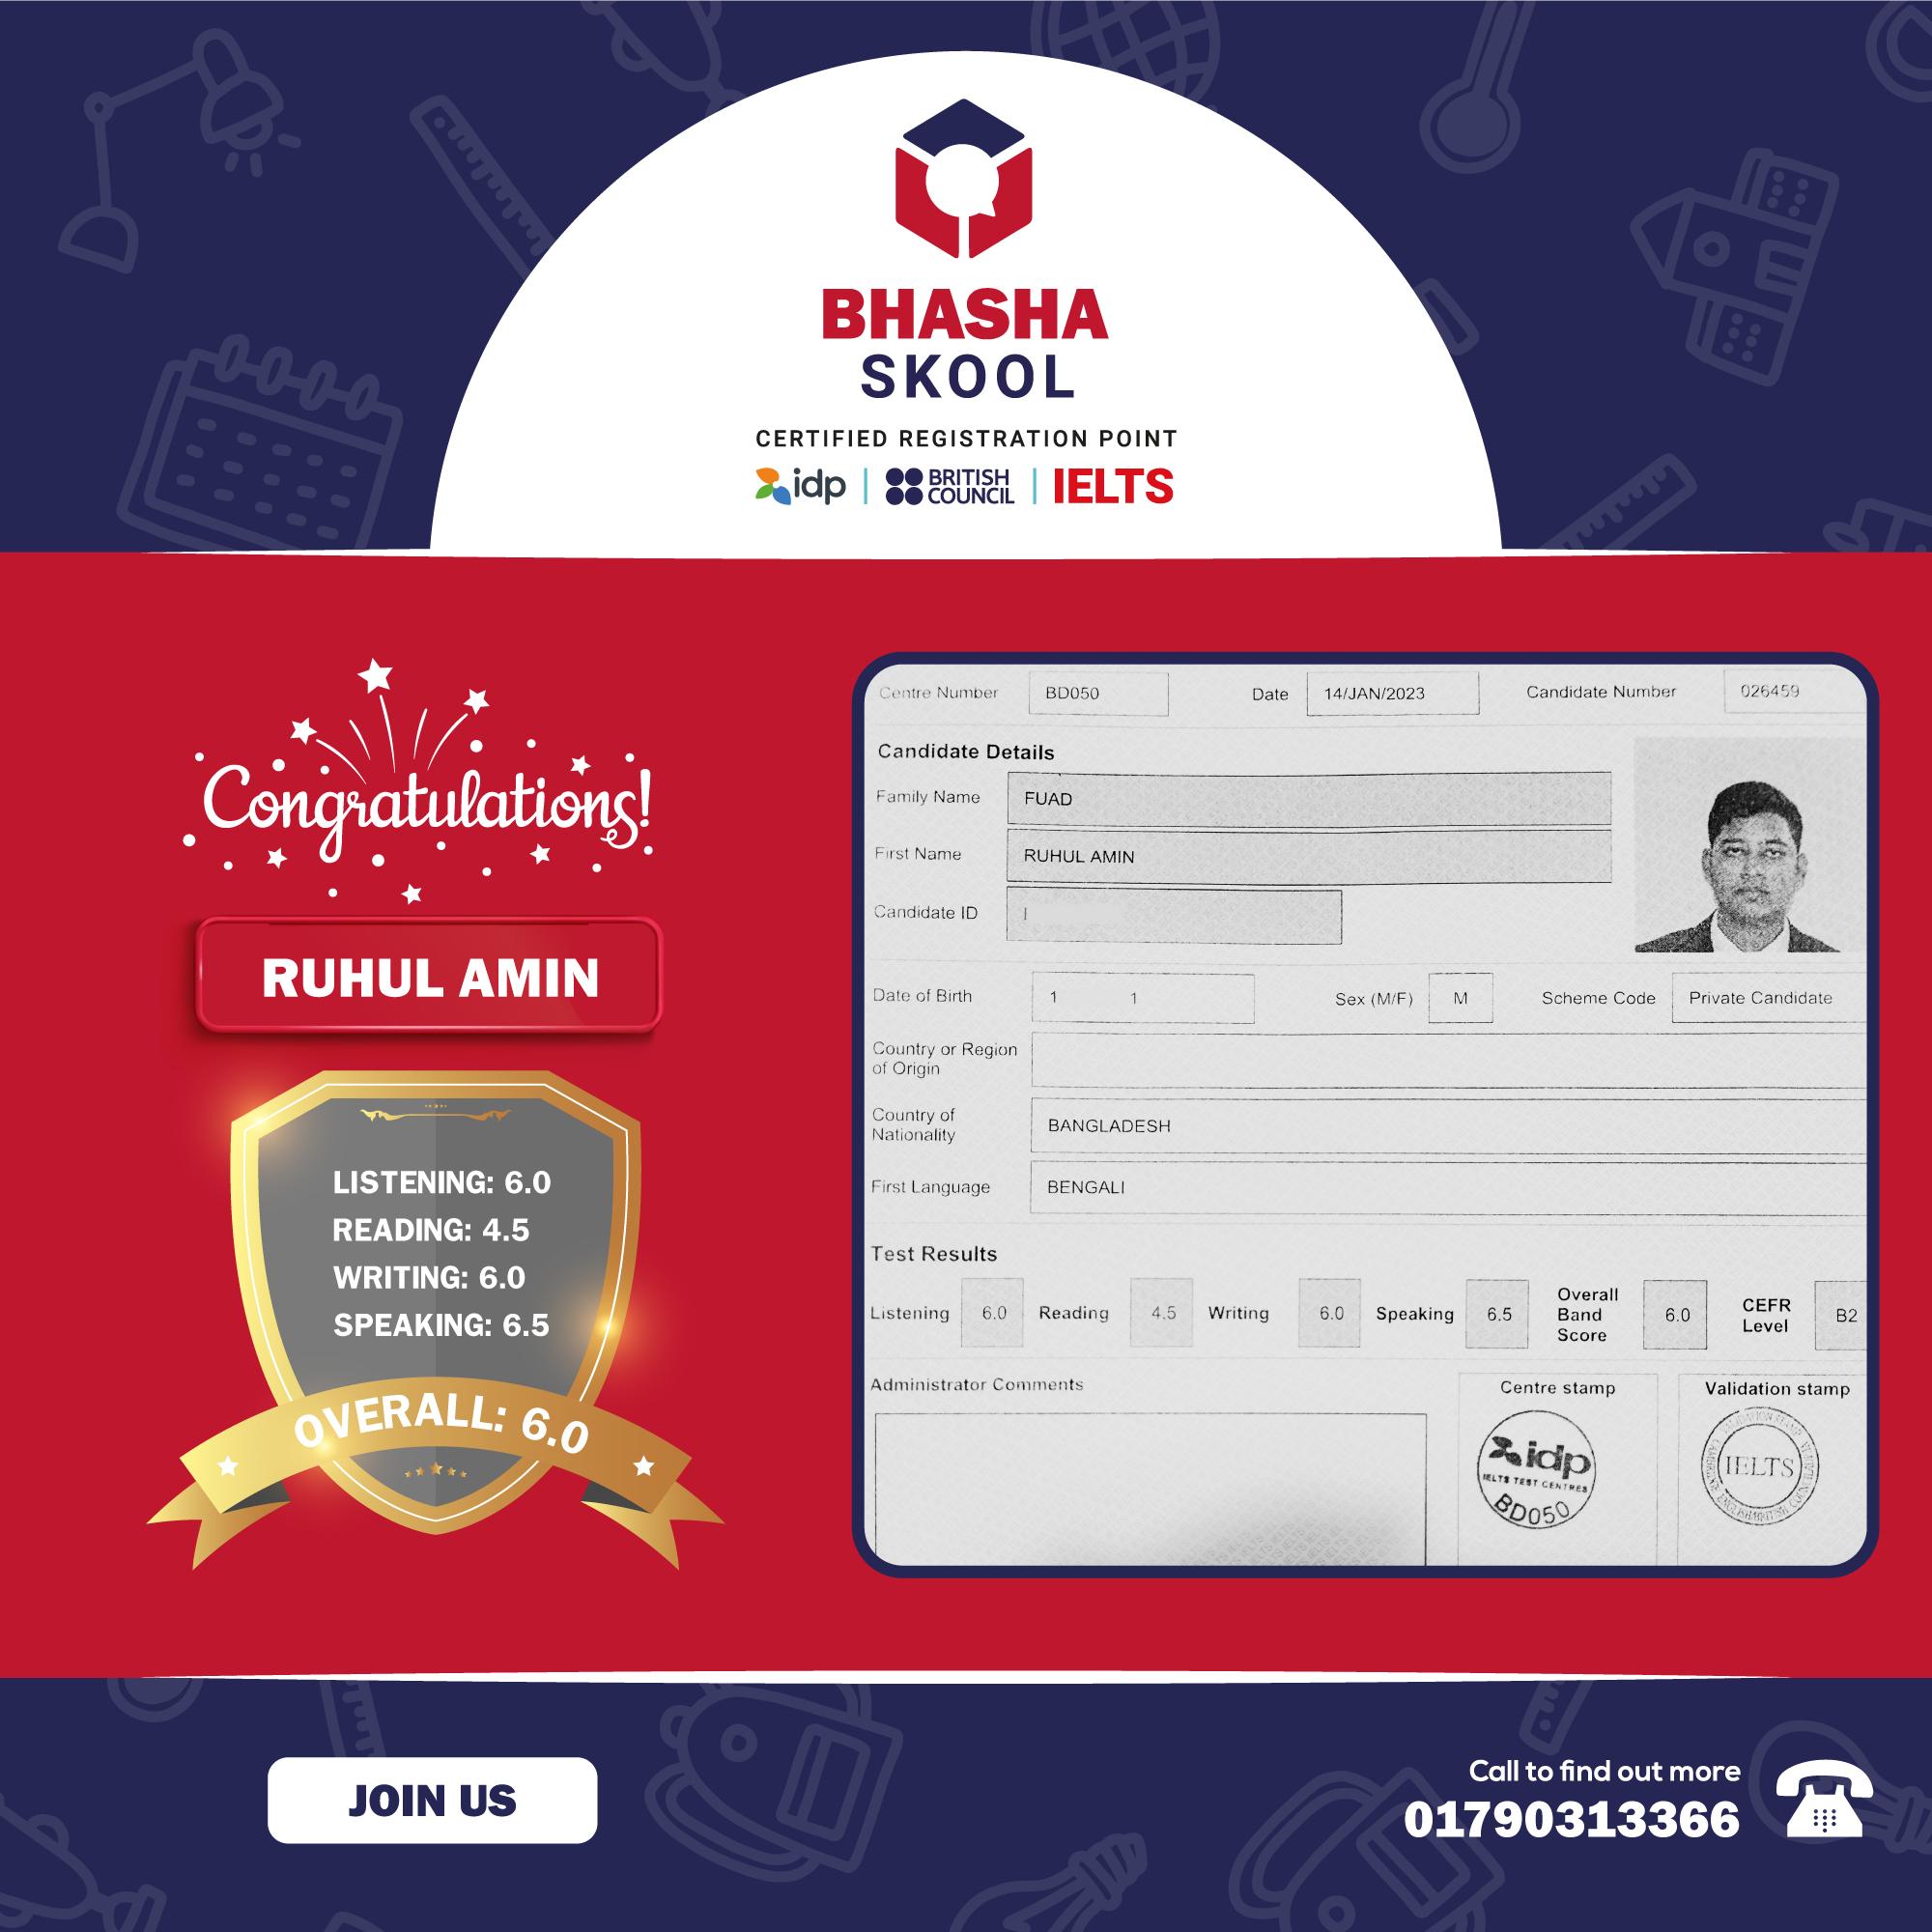 BHASHA
SKOOL
CERTIFIED REGISTRATION POINT
idp | BRITISH COUNCIL | IELTS
Congratulations!
RUHUL AMIN
LISTENING: 6.0
READING: 4.5
WRITING: 6.0
SPEAKING: 6.5
OVERALL: 6.0
Centre Number BD050 Date 14/JAN/2023 Candidate Number 026459
Candidate Details
Family Name FUAD
First Name RUHUL AMIN
Candidate ID
Date of Birth 1 1 Sex (M/F) M Scheme Code Private Candidate
Country or Region
of Origin
Country of
Nationality BANGLADESH
First Language BENGALI
Test Results
Listening 6.0 Reading 4.5 Writing 6.0 Speaking 6.5 Overall Band Score 6.0 CEFR Level B2
Administrator Comments
Centre stamp
Validation stamp
idp
IELTS TEST CENTRES
BD050
IELTS
JOIN US
Call to find out more
01790313366